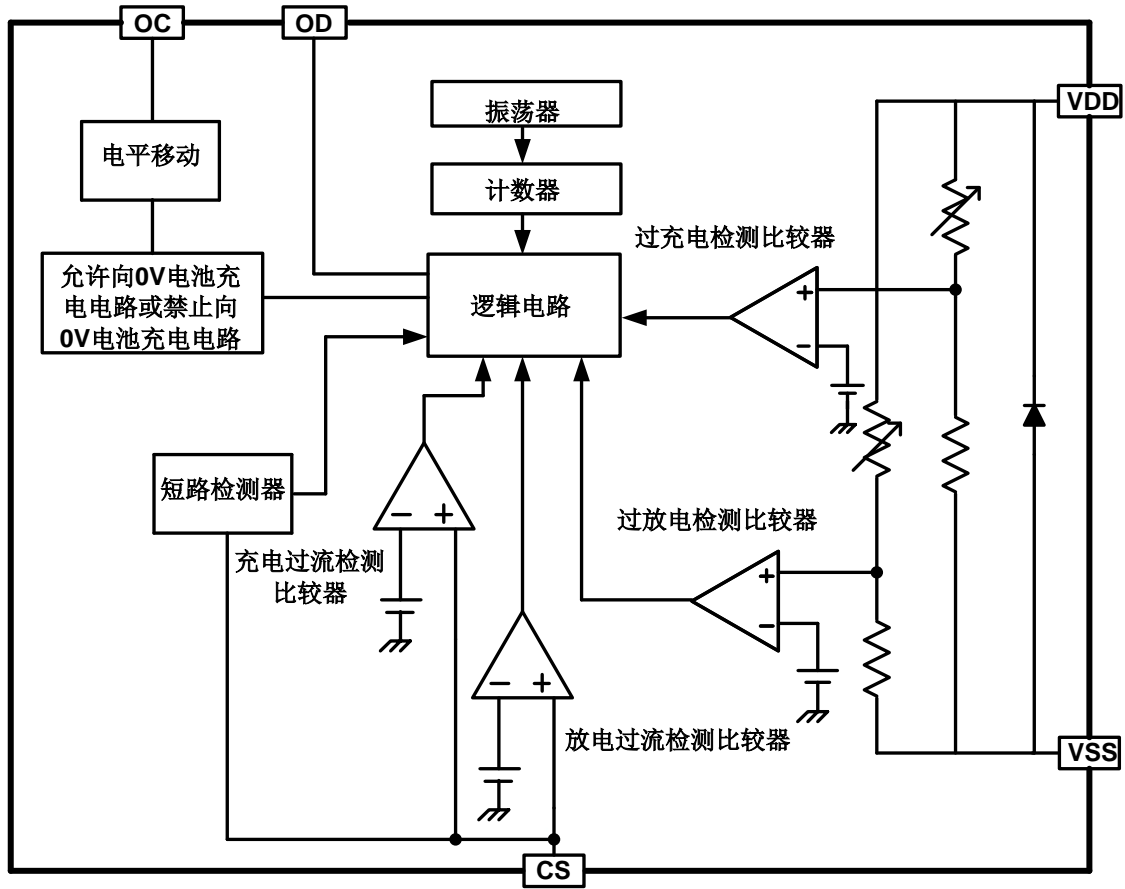 OC
OD
VDD
振荡器
电平移动
计数器
过充电检测比较器
允许向0V电池充
电电路或禁止向
0V电池充电电路
逻辑电路
+
−
短路检测器
− +
过放电检测比较器
充电过流检测
比较器
+
−
− +
放电过流检测比较器
VSS
CS